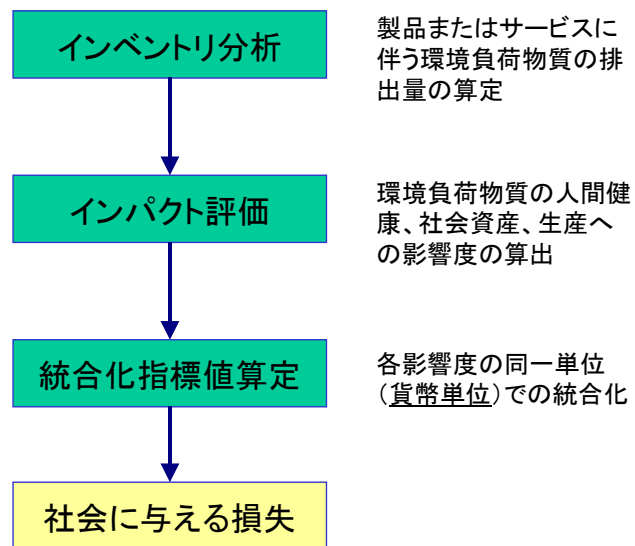 インベントリ分析
製品またはサービスに
伴う環境負荷物質の排
出量の算定
インパクト評価
環境負荷物質の人間健
康、社会資産、生産へ
の影響度の算出
統合化指標値算定
各影響度の同一単位
(貨幣単位)での統合化
社会に与える損失